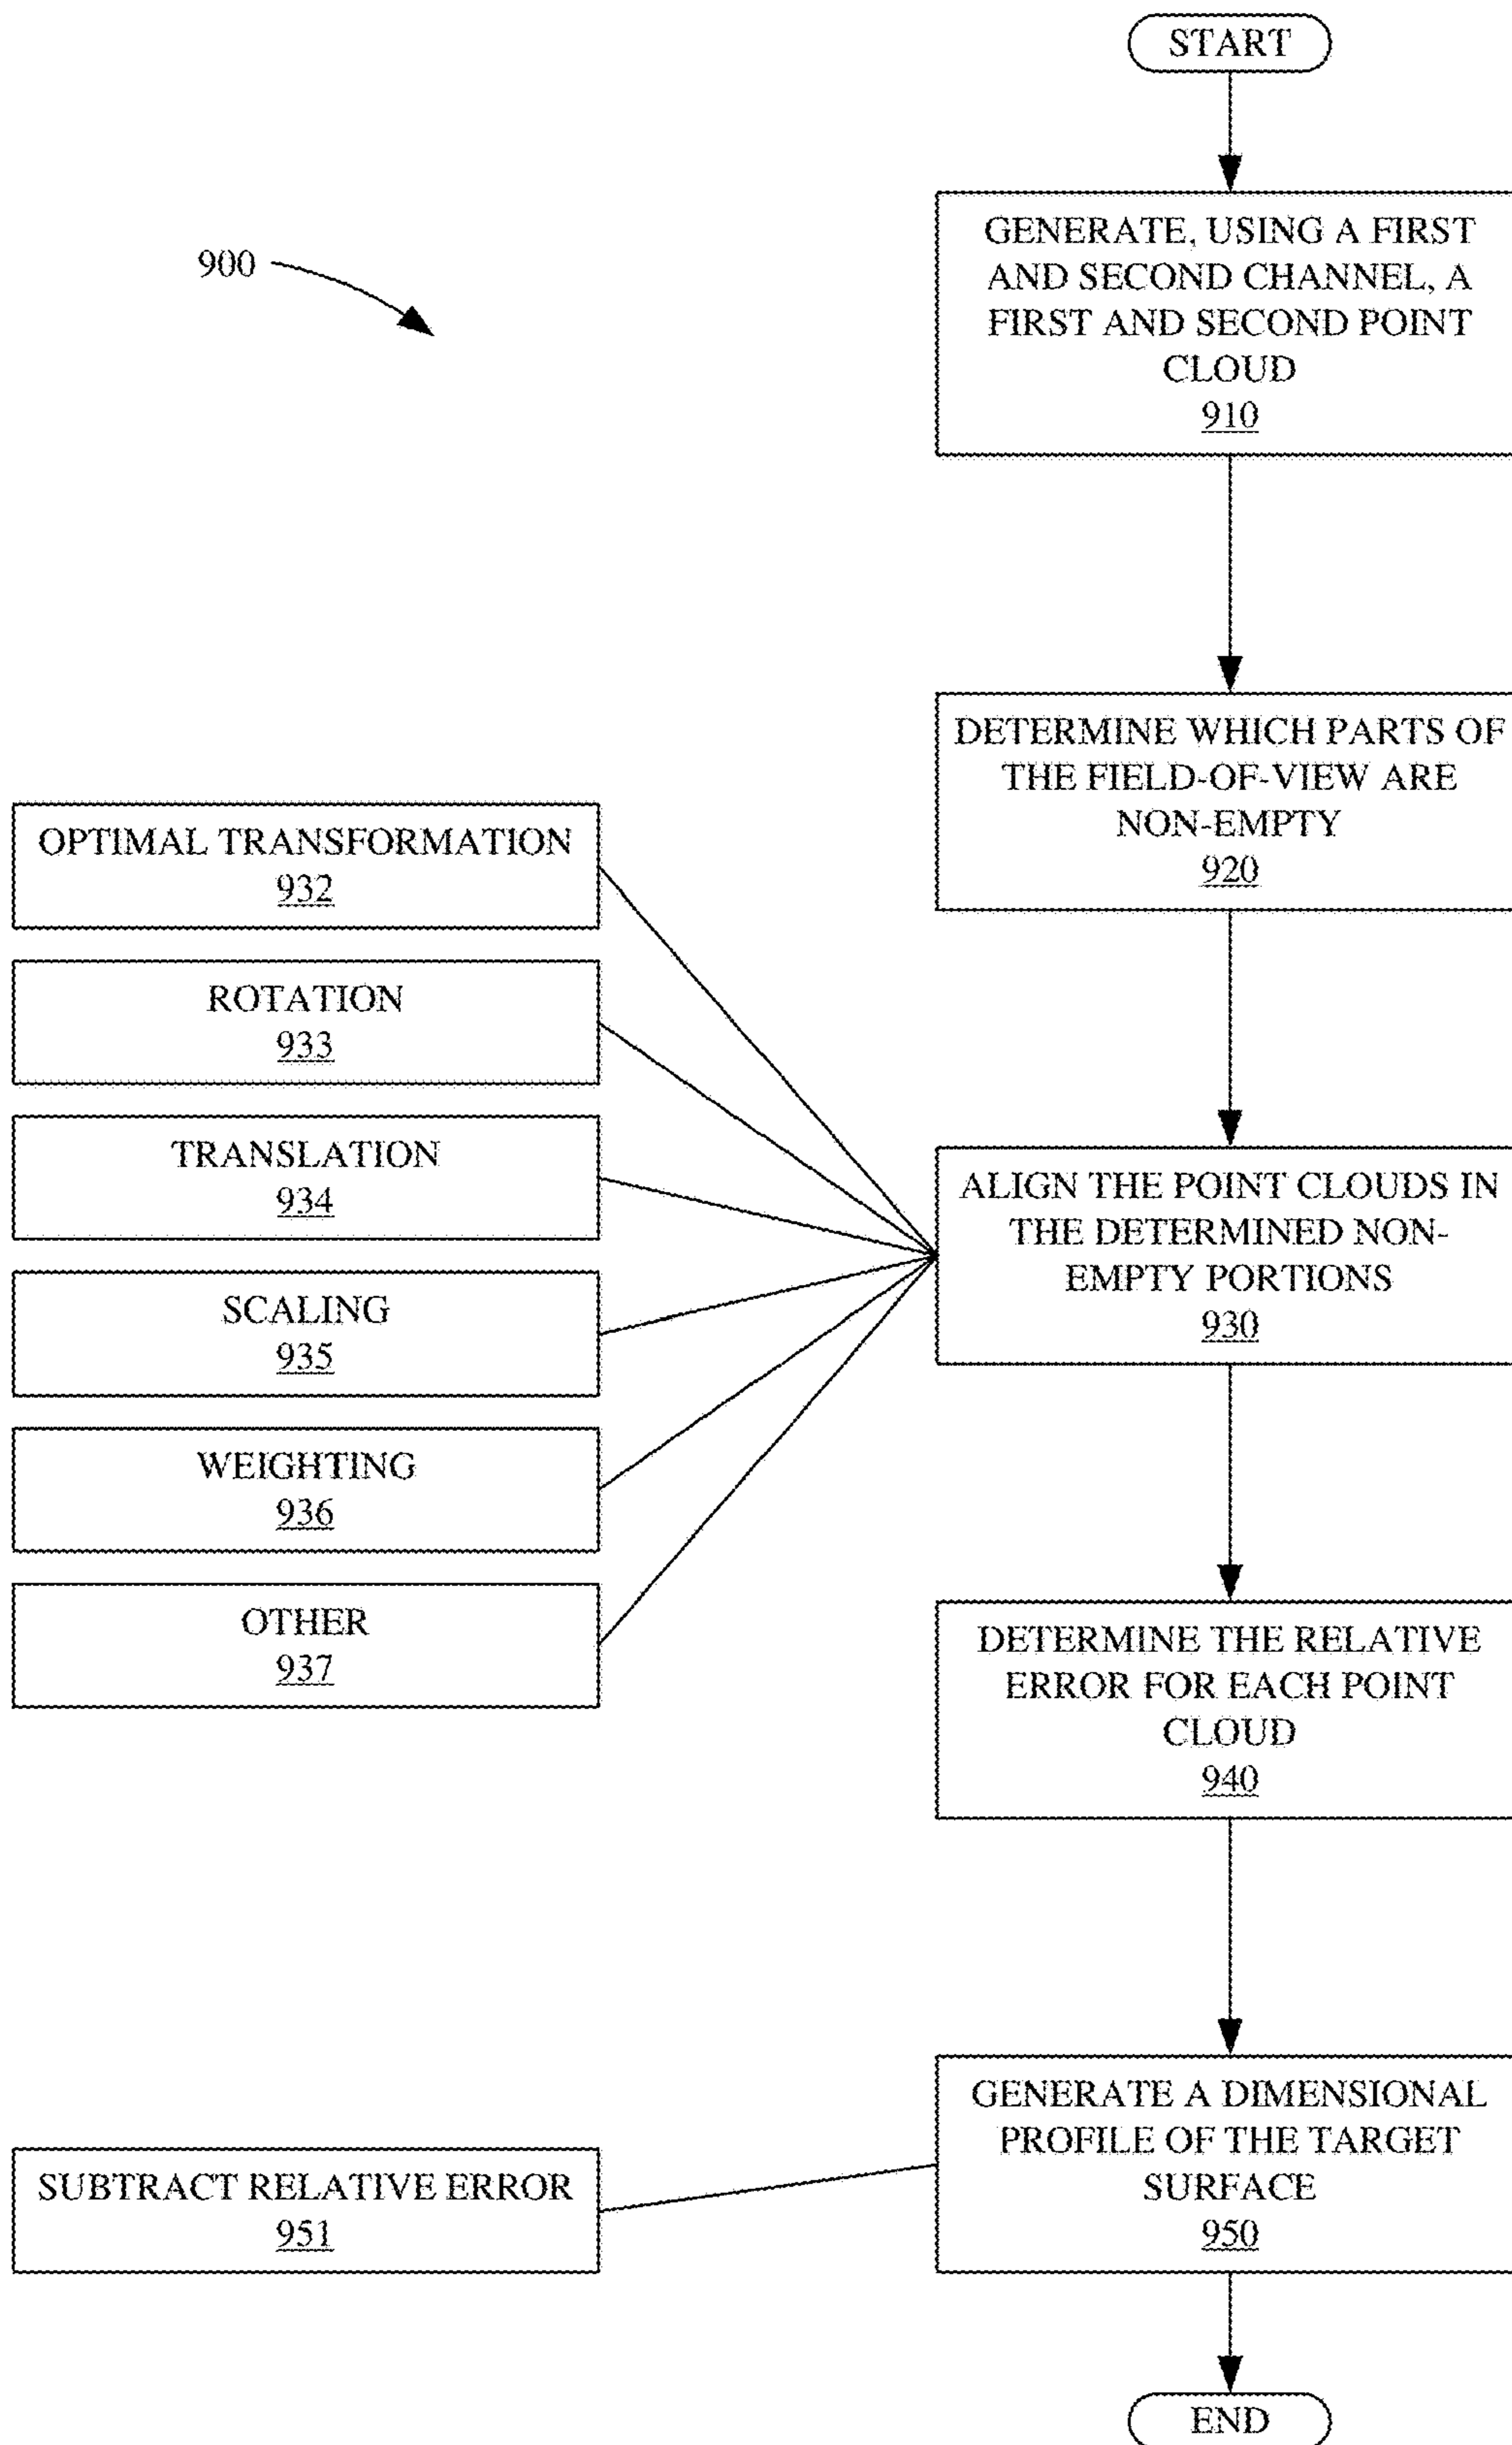 START
900
GENERATE, USING A FIRST
AND SECOND CHANNEL, A
FIRST AND SECOND POINT
CLOUD
910
DETERMINE WHICH PARTS OF
THE FIELD-OF-VIEW ARE
NON-EMPTY
920
OPTIMAL TRANSFORMATION
932
ROTATION
933
TRANSLATION
934
SCALING
935
WEIGHTING
936
OTHER
937
ALIGN THE POINT CLOUDS IN
THE DETERMINED NON-
EMPTY PORTIONS
930
DETERMINE THE RELATIVE
ERROR FOR EACH POINT
CLOUD
940
GENERATE A DIMENSIONAL
PROFILE OF THE TARGET
SURFACE
950
SUBTRACT RELATIVE ERROR
951
END